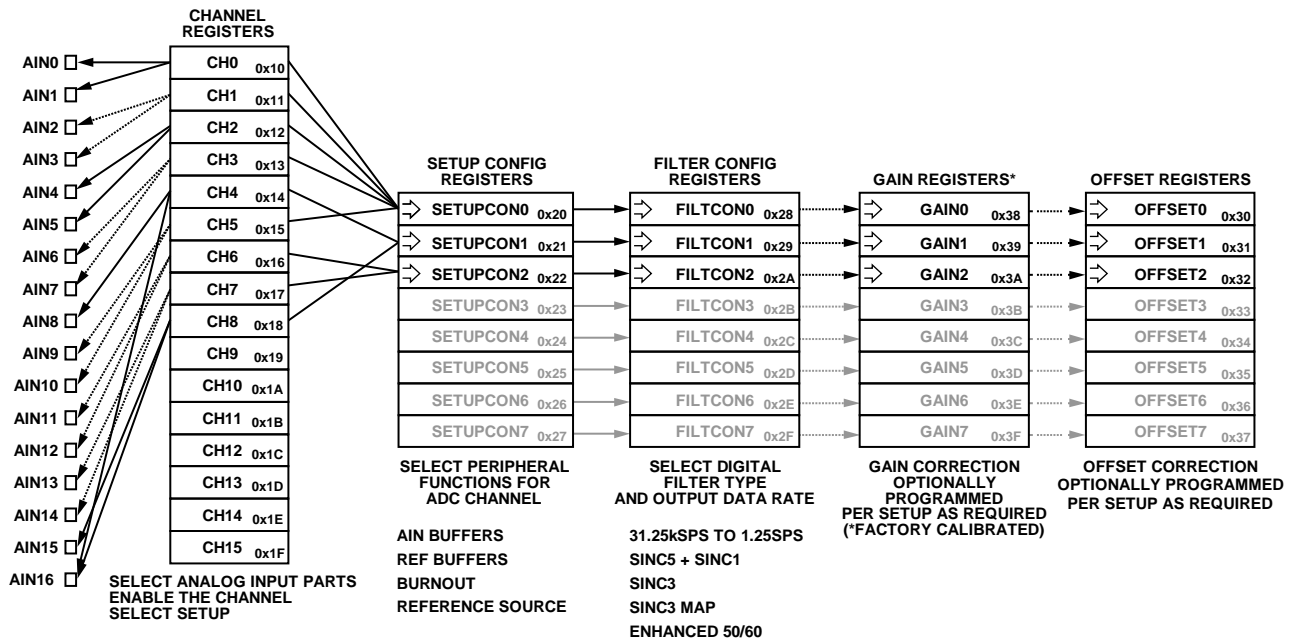 CHANNEL
REGISTERS
AIN0
AIN1
AIN2
AIN3
AIN4
AIN5
AIN6
AIN7
AIN8
AIN9
AIN10
AIN11
AIN12
AIN13
AIN14
AIN15
AIN16
CH0 0x10
CH1 0x11
CH2 0x12
CH3 0x13
CH4 0x14
CH5 0x15
CH6 0x16
CH7 0x17
CH8 0x18
CH9 0x19
CH10 0x1A
CH11 0x1B
CH12 0x1C
CH13 0x1D
CH14 0x1E
CH15 0x1F
SELECT ANALOG INPUT PARTS
ENABLE THE CHANNEL
SELECT SETUP
SETUP CONFIG
REGISTERS
SETUPCON0 0x20
SETUPCON1 0x21
SETUPCON2 0x22
SETUPCON3 0x23
SETUPCON4 0x24
SETUPCON5 0x25
SETUPCON6 0x26
SETUPCON7 0x27
SELECT PERIPHERAL
FUNCTIONS FOR
ADC CHANNEL
AIN BUFFERS
REF BUFFERS
BURNOUT
REFERENCE SOURCE
FILTER CONFIG
REGISTERS
FILTCON0 0x28
FILTCON1 0x29
FILTCON2 0x2A
FILTCON3 0x2B
FILTCON4 0x2C
FILTCON5 0x2D
FILTCON6 0x2E
FILTCON7 0x2F
SELECT DIGITAL
FILTER TYPE
AND OUTPUT DATA RATE
31.25kSPS TO 1.25SPS
SINC5 + SINC1
SINC3
SINC3 MAP
ENHANCED 50/60
GAIN REGISTERS*
GAIN0 0x38
GAIN1 0x39
GAIN2 0x3A
GAIN3 0x3B
GAIN4 0x3C
GAIN5 0x3D
GAIN6 0x3E
GAIN7 0x3F
GAIN CORRECTION
OPTIONALLY
PROGRAMMED
PER SETUP AS REQUIRED
(*FACTORY CALIBRATED)
OFFSET REGISTERS
OFFSET0 0x30
OFFSET1 0x31
OFFSET2 0x32
OFFSET3 0x33
OFFSET4 0x34
OFFSET5 0x35
OFFSET6 0x36
OFFSET7 0x37
OFFSET CORRECTION
OPTIONALLY PROGRAMMED
PER SETUP AS REQUIRED